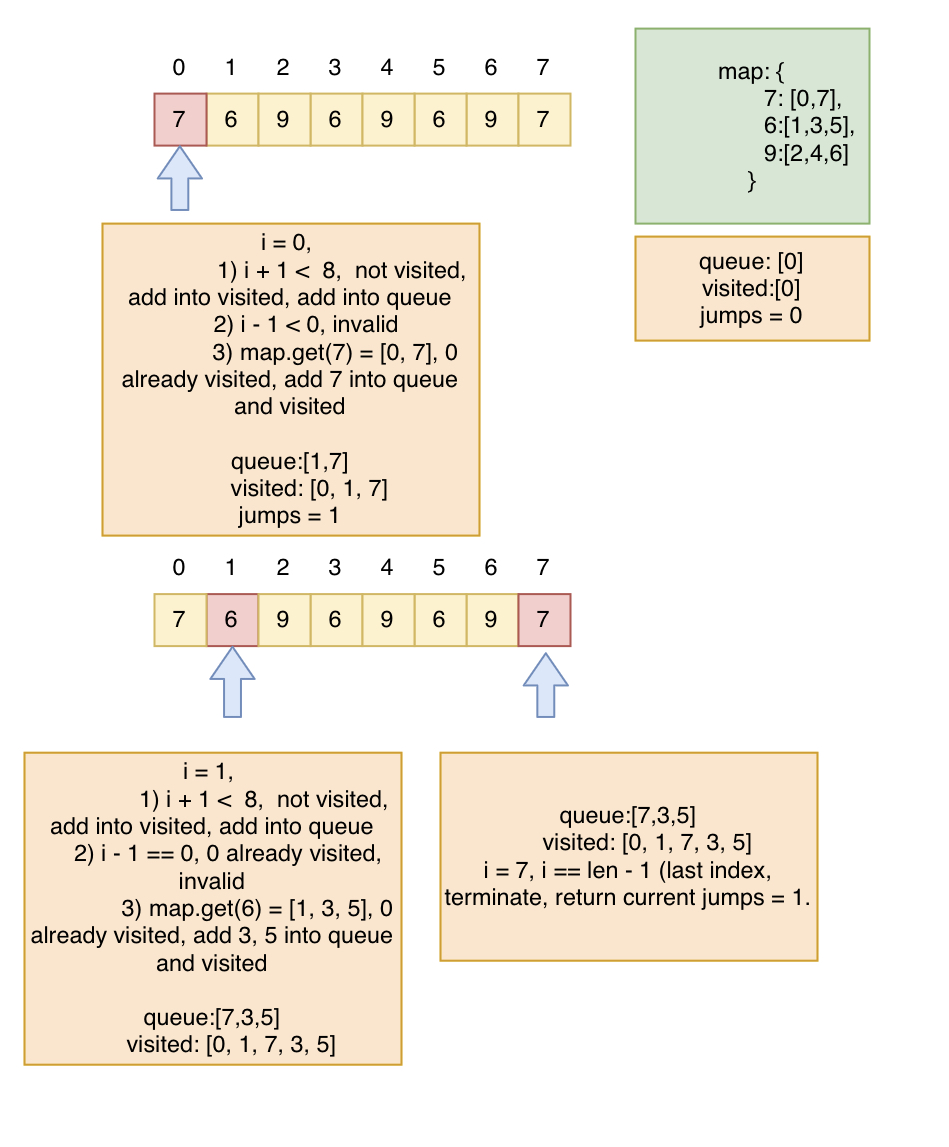 0 1 2 3 4 5 6 7
7 6 9 6 9 6 9 7
map: {
7: [0,7],
6:[1,3,5],
9:[2,4,6]
}
queue: [0]
visited:[0]
jumps = 0
i = 0,
1) i + 1 < 8, not visited,
add into visited, add into queue
2) i - 1 < 0, invalid
3) map.get(7) = [0, 7], 0
already visited, add 7 into queue
and visited
queue:[1,7]
visited: [0, 1, 7]
jumps = 1
0 1 2 3 4 5 6 7
7 6 9 6 9 6 9 7
i = 1,
1) i + 1 < 8, not visited,
add into visited, add into queue
2) i - 1 == 0, 0 already visited,
invalid
3) map.get(6) = [1, 3, 5], 0
already visited, add 3, 5 into queue
and visited
queue:[7,3,5]
visited: [0, 1, 7, 3, 5]
queue:[7,3,5]
visited: [0, 1, 7, 3, 5]
i = 7, i == len - 1 (last index,
terminate, return current jumps = 1.